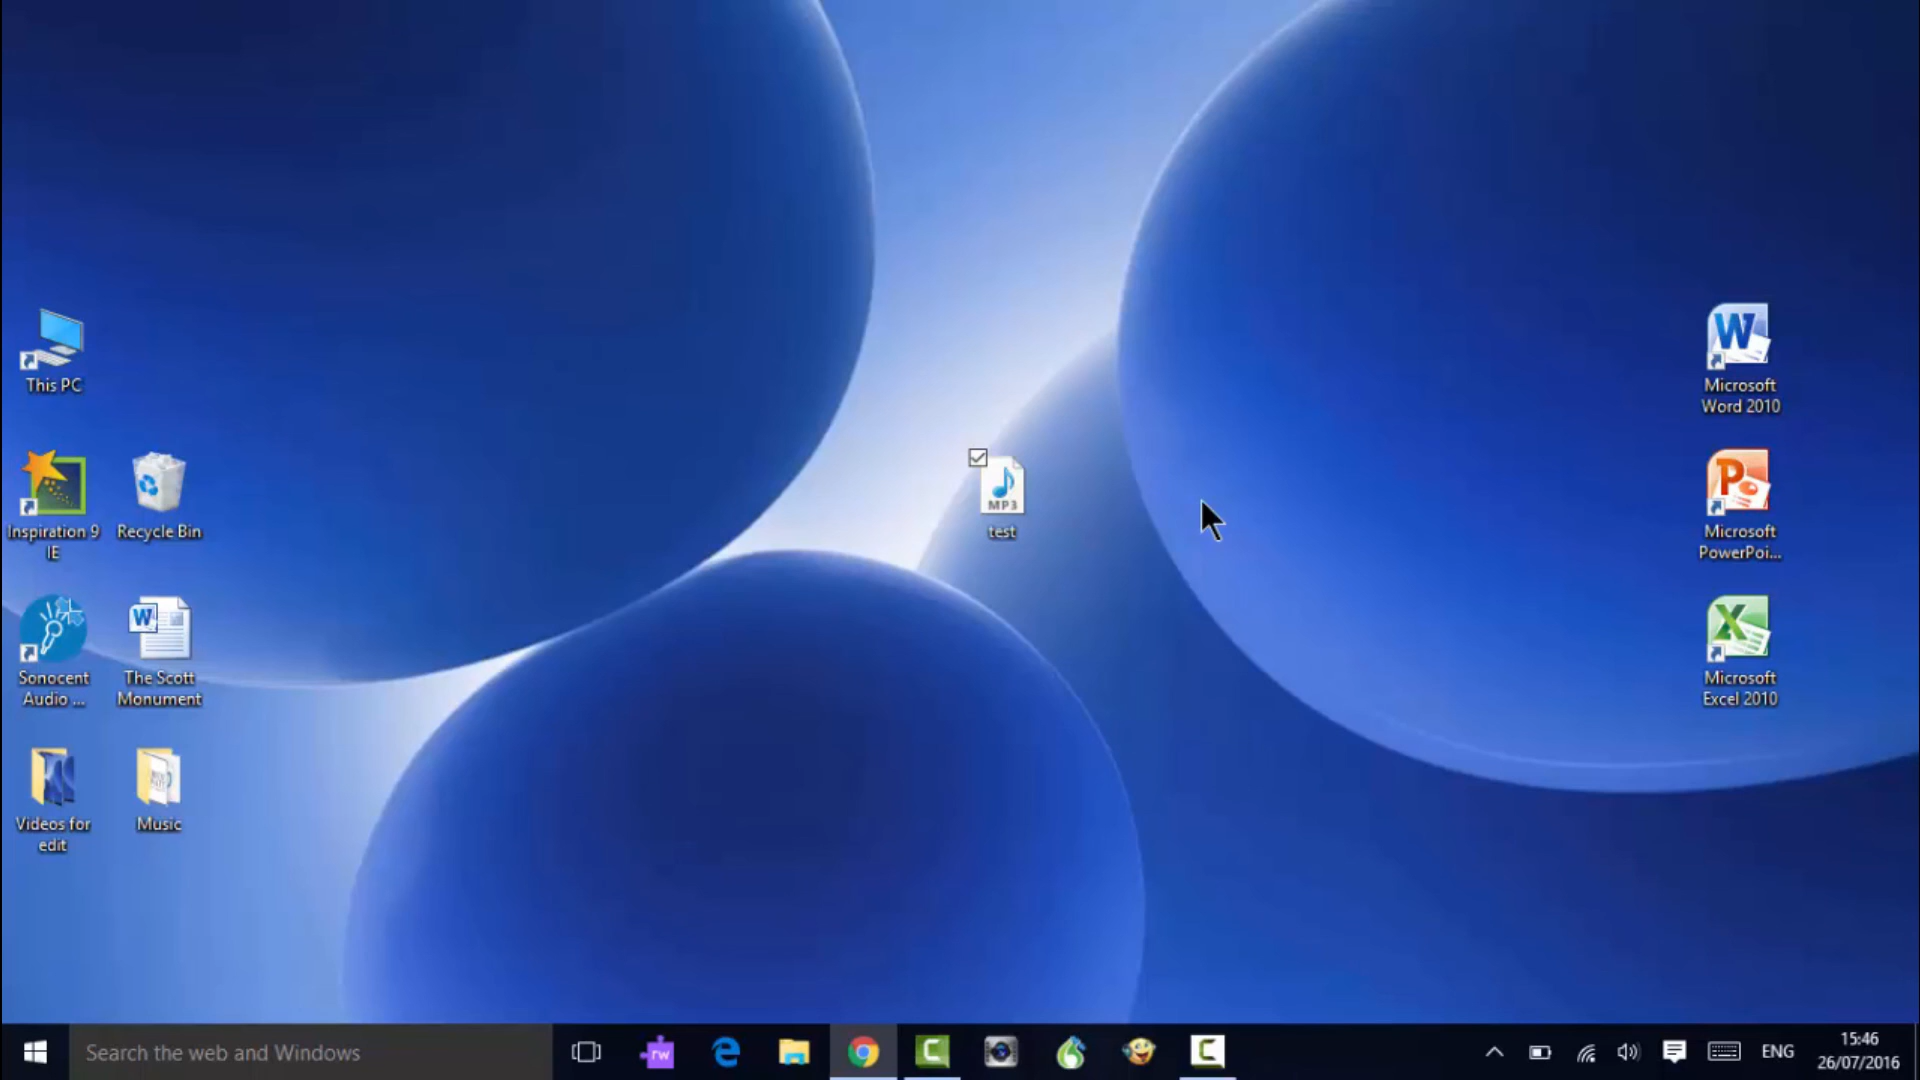 This PC
Microsoft
Word 2010
MP3
Inspiration 9
IE
Recycle Bin
test
Microsoft
PowerPoi...
Sonocent
Audio ...
The Scott
Monument
Microsoft
Excel 2010
Videos for
edit
Music
Search the web and Windows
rw
ENG
15:46
26/07/2016